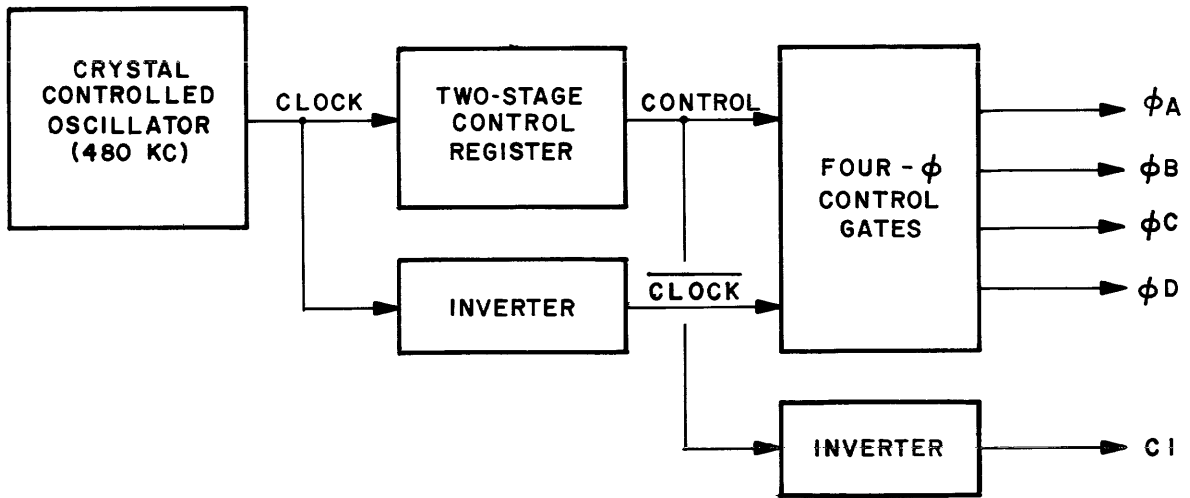 CRYSTAL
CONTROLLED
OSCILLATOR
(480 KC)
CLOCK
TWO-STAGE
CONTROL
REGISTER
CONTROL
FOUR - ϕ
CONTROL
GATES
ϕA
ϕB
ϕC
ϕD
INVERTER
C̅L̅O̅C̅K̅
INVERTER
C1